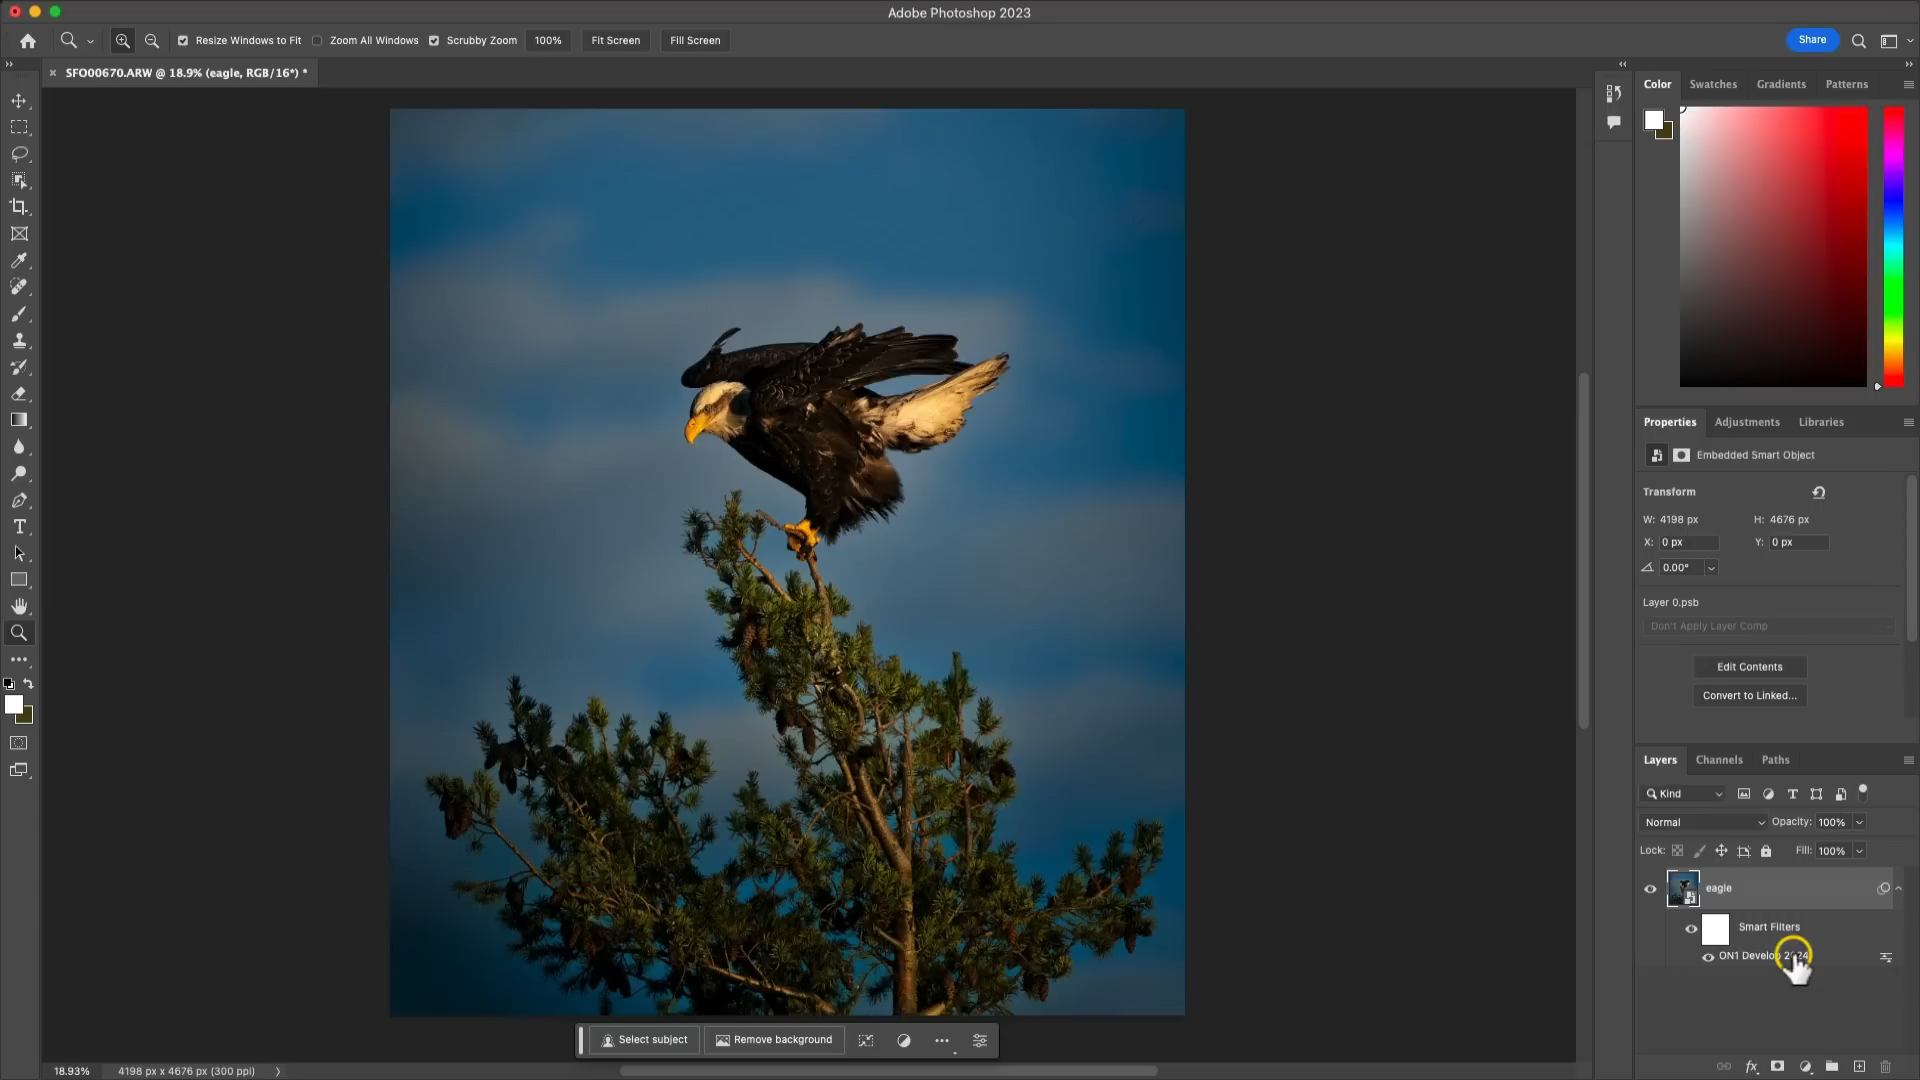 Adobe Photoshop 2023
Resize Windows to Fit
Zoom All Windows
Scrubby Zoom
100%
Fit Screen
Fill Screen
Share
SFO00670.ARW @ 18.9% (eagle, RGB/16*) *
Color
Swatches
Gradients
Patterns
Properties
Adjustments
Libraries
Embedded Smart Object
Transform
W: 4198 px
H: 4676 px
X: 0 px
Y: 0 px
0.00°
Layer 0.psb
Don't Apply Layer Comp
Edit Contents
Convert to Linked...
Layers
Channels
Paths
Kind
Normal
Opacity: 100%
Lock:
Fill: 100%
eagle
Smart Filters
ON1 Develop 2024
Select subject
Remove background
18.93%
4198 px x 4676 px (300 ppi)